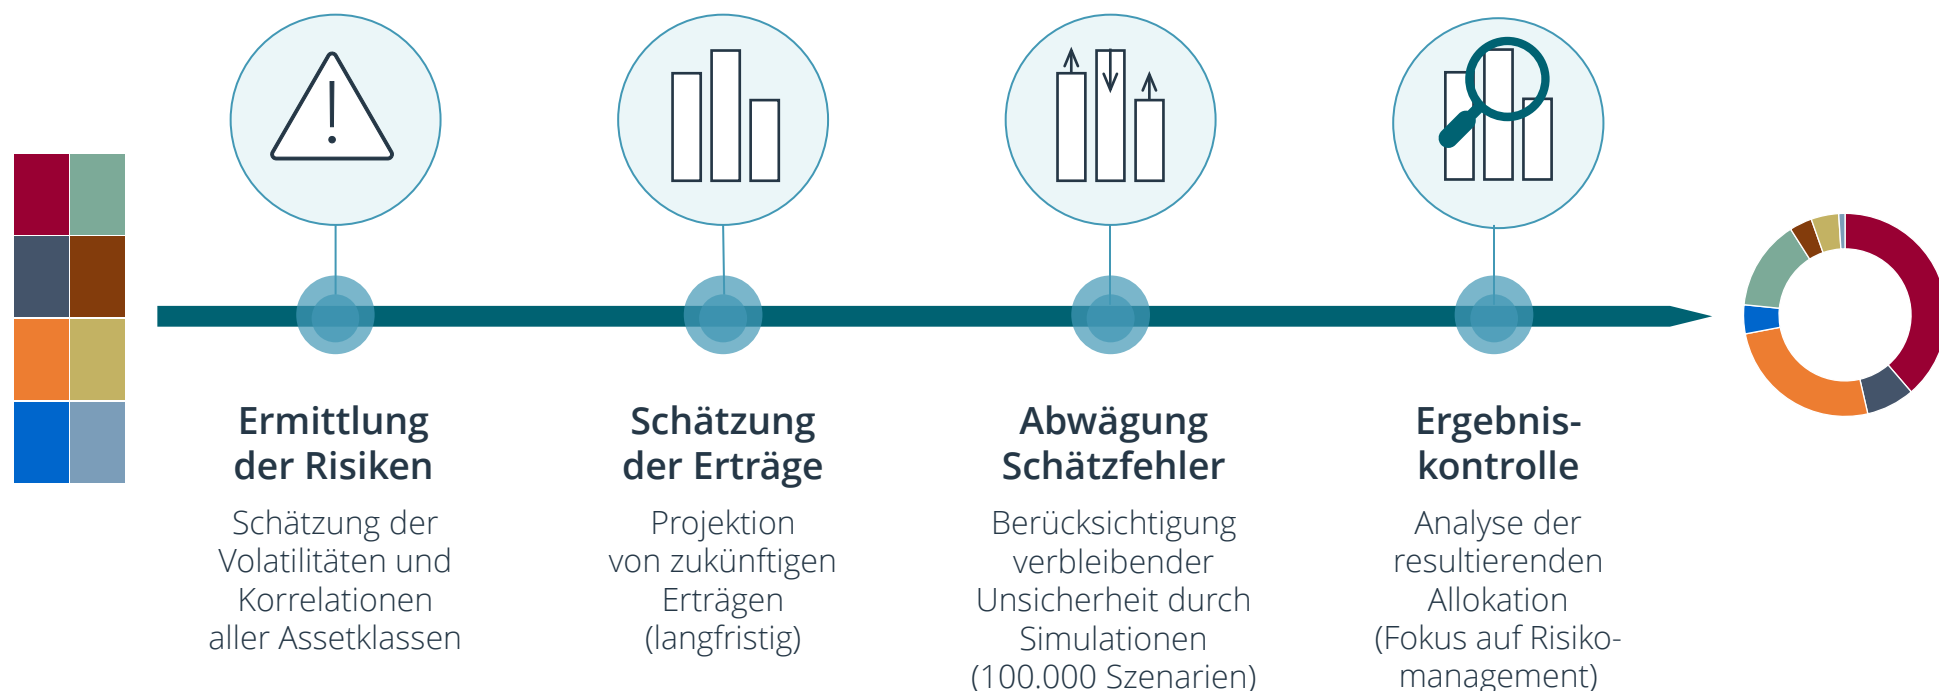 Ermittlung
der Risiken
Schätzung der
Volatilitäten und
Korrelationen
aller Assetklassen
Schätzung
der Erträge
Projektion
von zukünftigen
Erträgen
(langfristig)
Abwägung
Schätzfehler
Berücksichtigung
verbleibender
Unsicherheit durch
Simulationen
(100.000 Szenarien)
Ergebnis-
kontrolle
Analyse der
resultierenden
Allokation
(Fokus auf Risiko-
management)